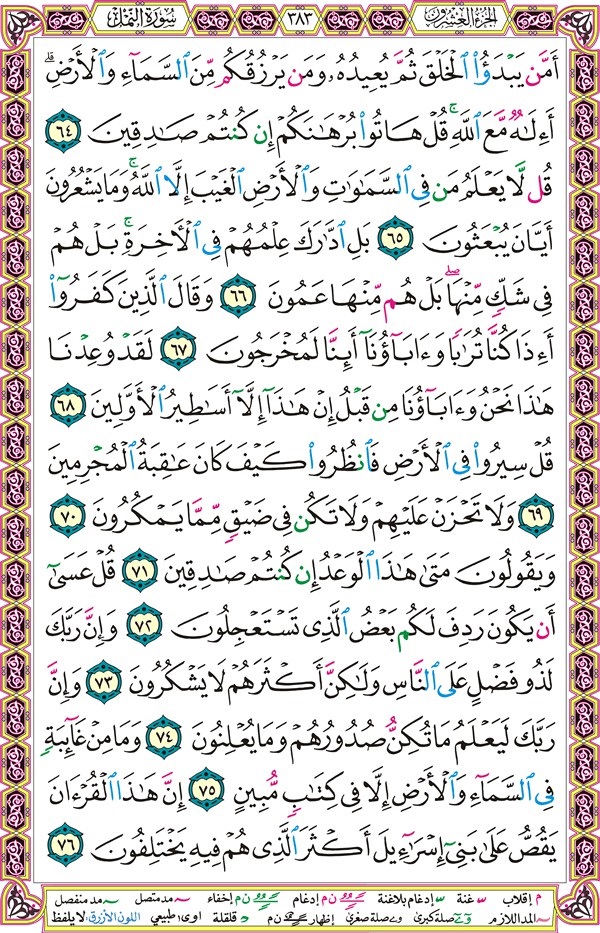 الجزء العشرون
٣٨٣
سورة النمل
أَمَّن يَبْدَؤُا۟ ٱلْخَلْقَ ثُمَّ يُعِيدُهُۥ وَمَن يَرْزُقُكُم مِّنَ ٱلسَّمَآءِ وَٱلْأَرْضِ ۗ
أَءِلَٰهٌ مَّعَ ٱللَّهِ ۚ قُلْ هَاتُوا۟ بُرْهَٰنَكُمْ إِن كُنتُمْ صَٰدِقِينَ ٦٤
قُل لَّا يَعْلَمُ مَن فِى ٱلسَّمَٰوَٰتِ وَٱلْأَرْضِ ٱلْغَيْبَ إِلَّا ٱللَّهُ ۚ وَمَا يَشْعُرُونَ
أَيَّانَ يُبْعَثُونَ ٦٥ بَلِ ٱدَّٰرَكَ عِلْمُهُمْ فِى ٱلْءَاخِرَةِ ۚ بَلْ هُمْ
فِى شَكٍّ مِّنْهَا ۖ بَلْ هُم مِّنْهَا عَمُونَ ٦٦ وَقَالَ ٱلَّذِينَ كَفَرُوٓا۟
أَءِذَا كُنَّا تُرَٰبًا وَءَابَآؤُنَآ أَئِنَّا لَمُخْرَجُونَ ٦٧ لَقَدْ وُعِدْنَا
هَٰذَا نَحْنُ وَءَابَآؤُنَا مِن قَبْلُ إِنْ هَٰذَآ إِلَّآ أَسَٰطِيرُ ٱلْأَوَّلِينَ ٦٨
قُلْ سِيرُوا۟ فِى ٱلْأَرْضِ فَٱنظُرُوا۟ كَيْفَ كَانَ عَٰقِبَةُ ٱلْمُجْرِمِينَ
٦٩ وَلَا تَحْزَنْ عَلَيْهِمْ وَلَا تَكُن فِى ضَيْقٍ مِّمَّا يَمْكُرُونَ ٧٠
وَيَقُولُونَ مَتَىٰ هَٰذَا ٱلْوَعْدُ إِن كُنتُمْ صَٰدِقِينَ ٧١ قُلْ عَسَىٰٓ
أَن يَكُونَ رَدِفَ لَكُم بَعْضُ ٱلَّذِى تَسْتَعْجِلُونَ ٧٢ وَإِنَّ رَبَّكَ
لَذُو فَضْلٍ عَلَى ٱلنَّاسِ وَلَٰكِنَّ أَكْثَرَهُمْ لَا يَشْكُرُونَ ٧٣ وَإِنَّ
رَبَّكَ لَيَعْلَمُ مَا تُكِنُّ صُدُورُهُمْ وَمَا يُعْلِنُونَ ٧٤ وَمَا مِنْ غَآئِبَةٍ
فِى ٱلسَّمَآءِ وَٱلْأَرْضِ إِلَّا فِى كِتَٰبٍ مُّبِينٍ ٧٥ إِنَّ هَٰذَا ٱلْقُرْءَانَ
يَقُصُّ عَلَىٰ بَنِىٓ إِسْرَٰٓءِيلَ أَكْثَرَ ٱلَّذِى هُمْ فِيهِ يَخْتَلِفُونَ ٧٦
م إقلاب غنة إدغام بلاغنة ن م إدغام ن م إخفاء مد متصل مد منفصل
المد اللازم صلة كبرى صلة صغرى إظهار ن م قلقلة اوى طبيعي اللون الأزرق: لا يلفظ